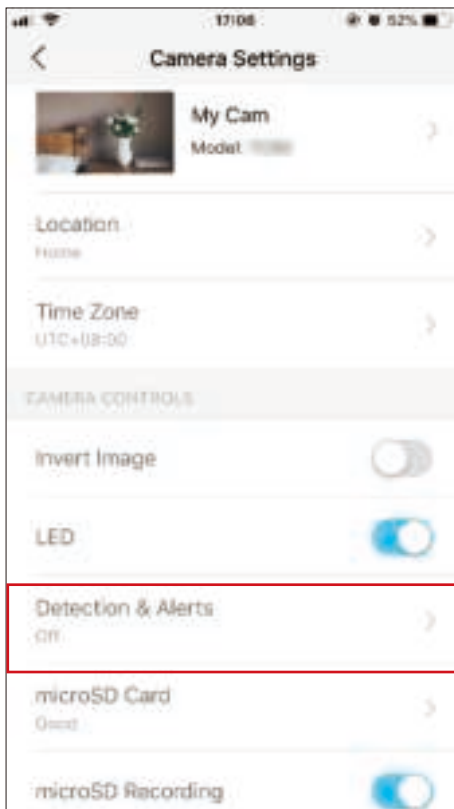 17:08 52%
Camera Settings
My Cam
Model:
Location
Home
Time Zone
UTC+08:00
CAMERA CONTROLS
Invert Image
LED
Detection & Alerts
Off
microSD Card
Good
microSD Recording